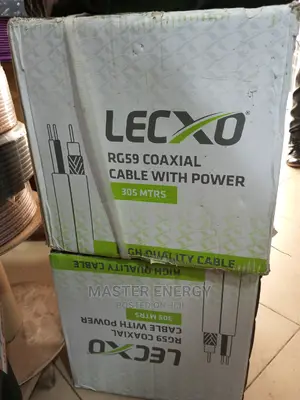 LECXO
RG59 COAXIAL
CABLE WITH POWER
305 MTRS
GH QUALITY CABLE
HIGH QUALITY CABLE
MASTER ENERGY
305 MTRS
CABLE WITH POWER
RG59 COAXIAL
LECXO